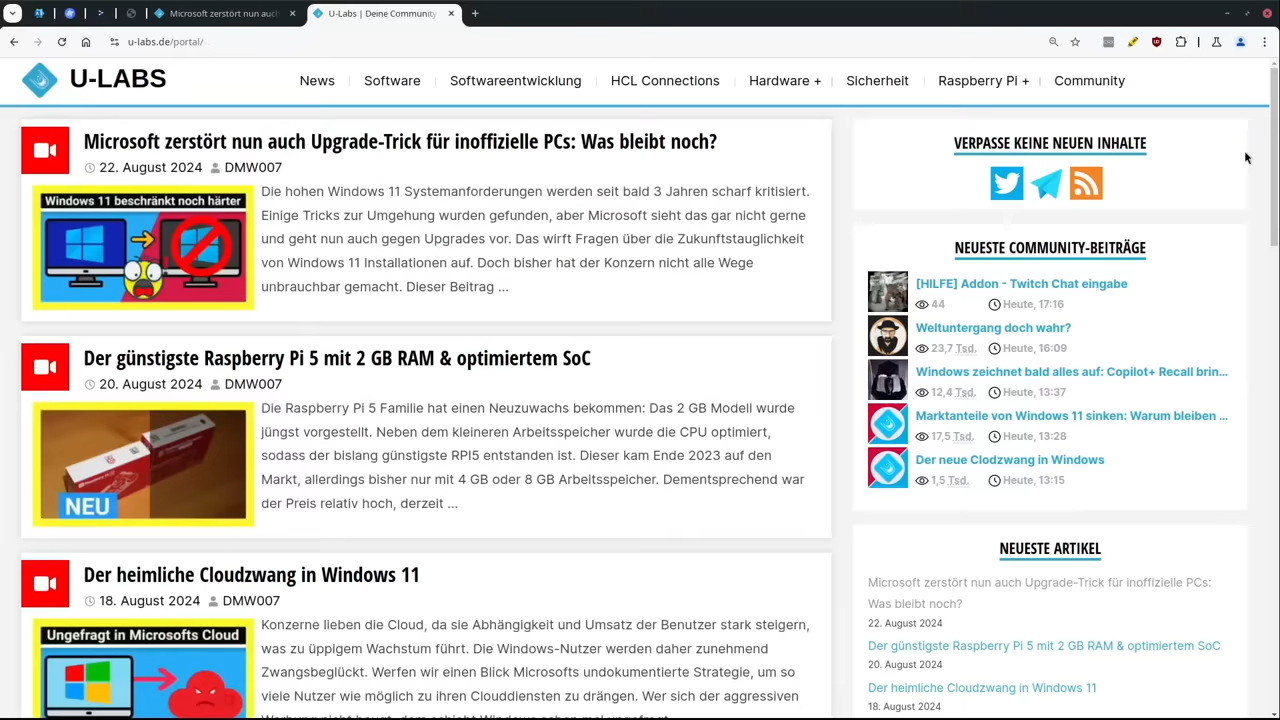 Microsoft zerstört nun auch
U-Labs | Deine Community
u-labs.de/portal/
U-LABS
News
Software
Softwareentwicklung
HCL Connections
Hardware +
Sicherheit
Raspberry Pi +
Community
Microsoft zerstört nun auch Upgrade-Trick für inoffizielle PCs: Was bleibt noch?
22. August 2024 DMW007
Windows 11 beschränkt noch härter
Die hohen Windows 11 Systemanforderungen werden seit bald 3 Jahren scharf kritisiert.
Einige Tricks zur Umgehung wurden gefunden, aber Microsoft sieht das gar nicht gerne
und geht nun auch gegen Upgrades vor. Das wirft Fragen über die Zukunftstauglichkeit
von Windows 11 Installationen auf. Doch bisher hat der Konzern nicht alle Wege
unbrauchbar gemacht. Dieser Beitrag ...
Der günstigste Raspberry Pi 5 mit 2 GB RAM & optimiertem SoC
20. August 2024 DMW007
NEU
Die Raspberry PI 5 Familie hat einen Neuzuwachs bekommen: Das 2 GB Modell wurde
jüngst vorgestellt. Neben dem kleineren Arbeitsspeicher wurde die CPU optimiert,
sodass der bislang günstigste RPI5 entstanden ist. Dieser kam Ende 2023 auf den
Markt, allerdings bisher nur mit 4 GB oder 8 GB Arbeitsspeicher. Dementsprechend war
der Preis relativ hoch, derzeit ...
Der heimliche Cloudzwang in Windows 11
18. August 2024 DMW007
Ungefragt in Microsofts Cloud
Konzerne lieben die Cloud, da sie Abhängigkeit und Umsatz der Benutzer stark steigern,
was zu üppigem Wachstum führt. Die Windows-Nutzer werden daher zunehmend
Zwangsbeglückt. Werfen wir einen Blick Microsofts undokumentierte Strategie, um so
viele Nutzer wie möglich zu ihren Clouddiensten zu drängen. Wer sich der aggressiven
VERPASSE KEINE NEUEN INHALTE
NEUESTE COMMUNITY-BEITRÄGE
[HILFE] Addon - Twitch Chat eingabe
44 Heute, 17:16
Weltuntergang doch wahr?
23,7 Tsd. Heute, 16:09
Windows zeichnet bald alles auf: Copilot+ Recall brin...
12,4 Tsd. Heute, 13:37
Marktanteile von Windows 11 sinken: Warum bleiben ...
17,5 Tsd. Heute, 13:28
Der neue Clodzwang in Windows
1,5 Tsd. Heute, 13:15
NEUESTE ARTIKEL
Microsoft zerstört nun auch Upgrade-Trick für inoffizielle PCs:
Was bleibt noch?
22. August 2024
Der günstigste Raspberry Pi 5 mit 2 GB RAM & optimiertem SoC
20. August 2024
Der heimliche Cloudzwang in Windows 11
18. August 2024